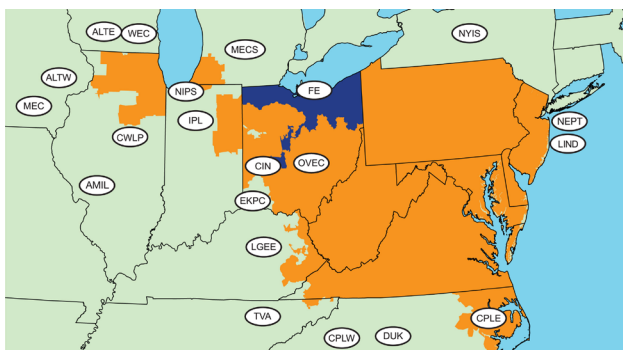 ALTE
WEC
NYIS
MECS
ALTW
NIPS
FE
MEC
IPL
NEPT
CWLP
LIND
CIN
OVEC
AMIL
EKPC
LGEE
TVA
CPLE
CPLW
DUK